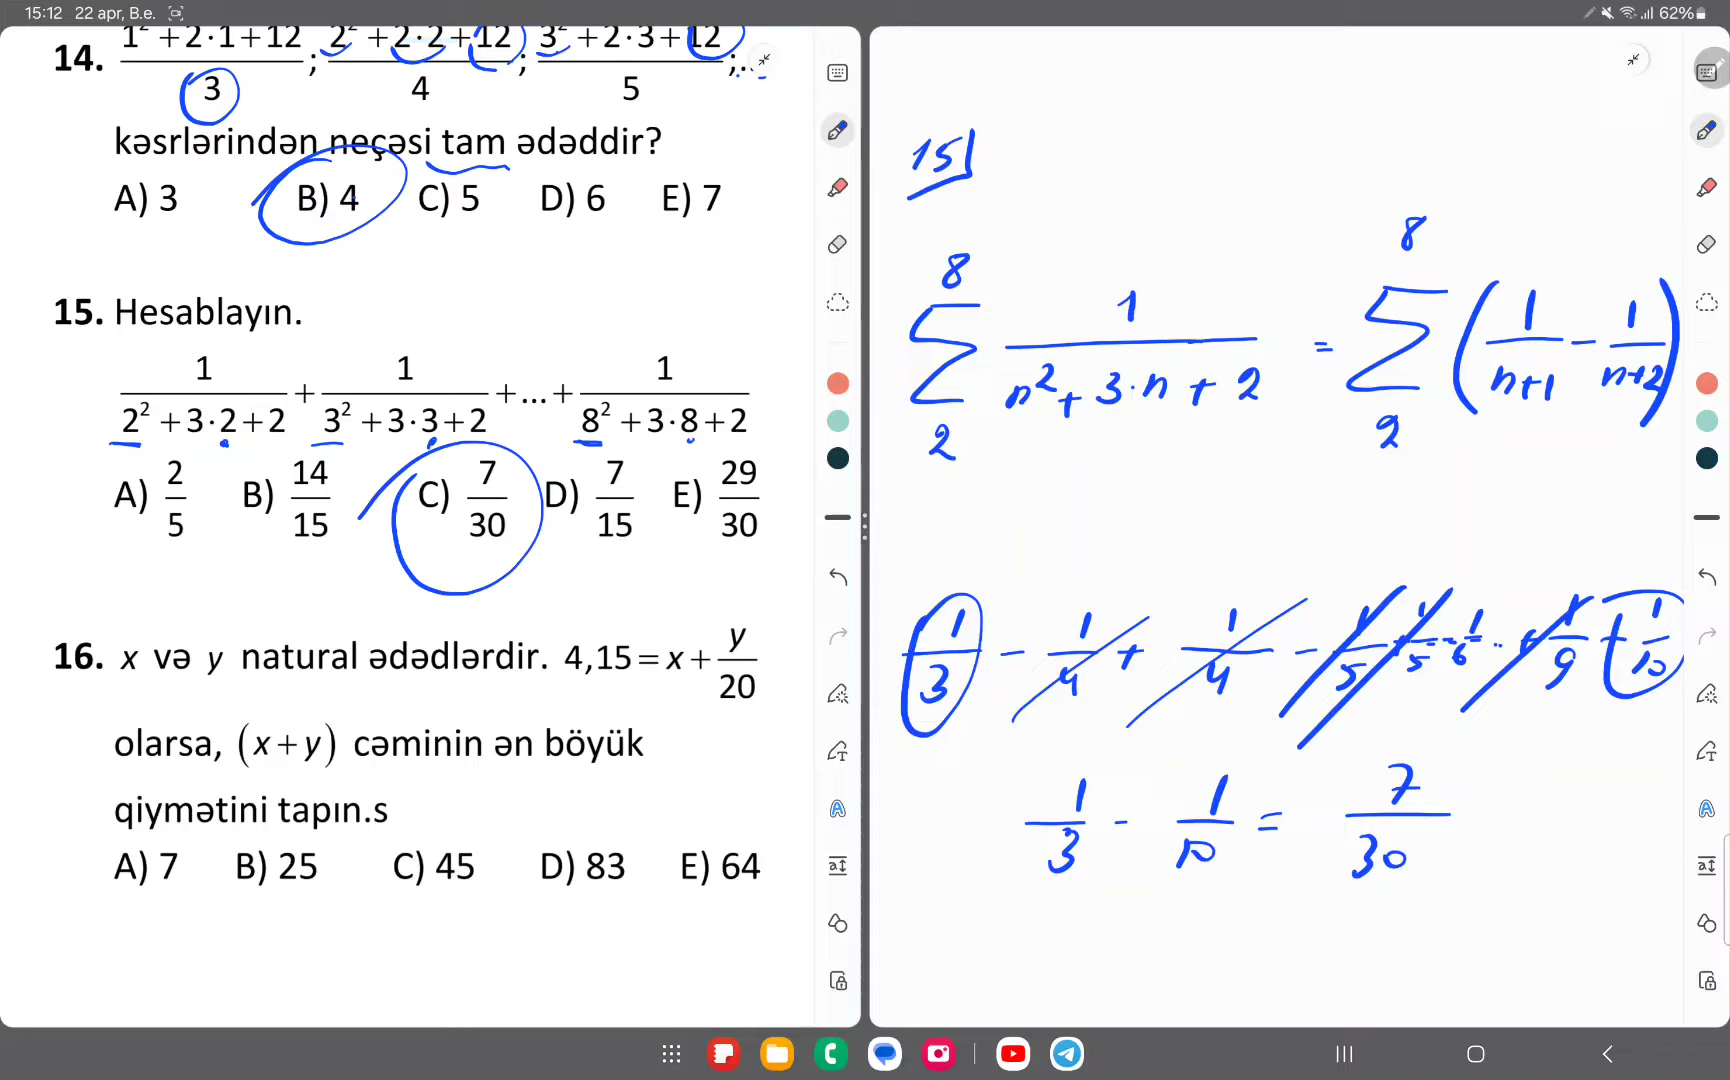 15:12 22 apr, B.e. 62%
14. 1² +2·1+12 / 3 ; 2² +2·2+12 / 4 ; 3² +2·3+12 / 5 ;...
kəsrlərindən neçəsi tam ədəddir?
A) 3 B) 4 C) 5 D) 6 E) 7
15. Hesablayın.
1 / 2² +3·2+2 + 1 / 3² +3·3+2 +...+ 1 / 8² +3·8+2
A) 2/5 B) 14/15 C) 7/30 D) 7/15 E) 29/30
16. x və y natural ədədlərdir. 4,15=x+ y/20
olarsa, (x+y) cəminin ən böyük
qiymətini tapın.s
A) 7 B) 25 C) 45 D) 83 E) 64
15
8 Σ 2 1 / n² + 3·n + 2 = 8 Σ 2 (1/n+1 − 1/n+2)
1/3 − 1/4 + 1/4 − 1/5 + 1/5 − 1/6 .. + 1/9 − 1/10
1/3 − 1/10 = 7/30